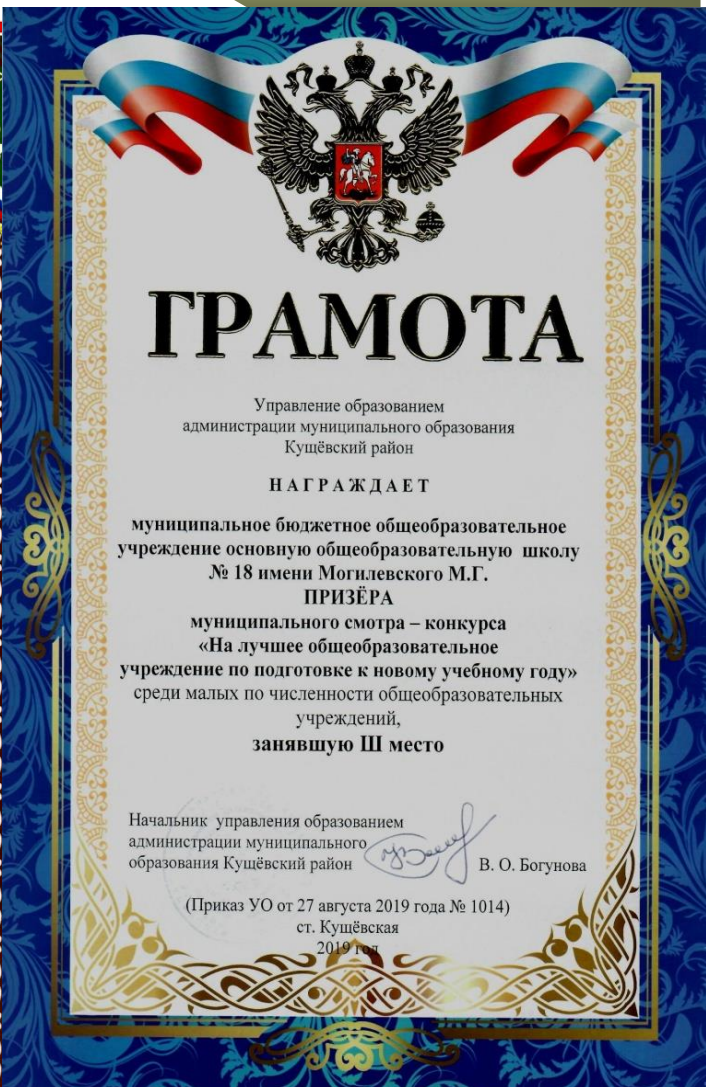 ГРАМОТА
Управление образованием
администрации муниципального образования
Кущёвский район
НАГРАЖДАЕТ
муниципальное бюджетное общеобразовательное
учреждение основную общеобразовательную школу
№ 18 имени Могилевского М.Г.
ПРИЗЁРА
муниципального смотра – конкурса
«На лучшее общеобразовательное
учреждение по подготовке к новому учебному году»
среди малых по численности общеобразовательных
учреждений,
занявшую III место
Начальник управления образованием
администрации муниципального
образования Кущёвский район В. О. Богунова
(Приказ УО от 27 августа 2019 года № 1014)
ст. Кущёвская
2019 год